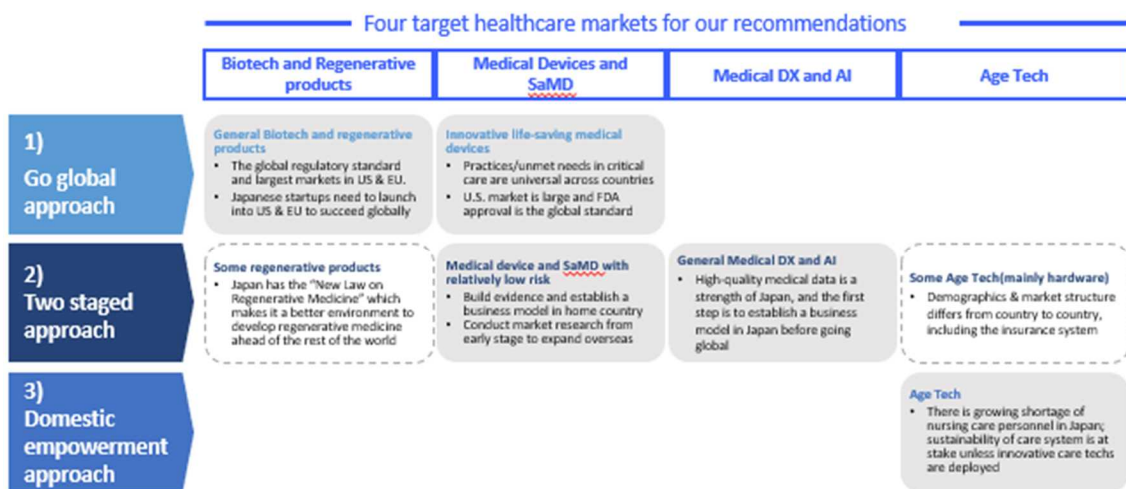 Four target healthcare markets for our recommendations
Biotech and Regenerative
products
Medical Devices and
SaMD
Medical DX and AI
Age Tech
1)
Go global
approach
General Biotech and regenerative
products
• The global regulatory standard
and largest markets in US & EU.
• Japanese startups need to launch
into US & EU to succeed globally
Innovative life-saving medical
devices
• Practices/unmet needs in critical
care are universal across countries
• U.S. market is large and FDA
approval is the global standard
2)
Two staged
approach
Some regenerative products
• Japan has the "New Law on
Regenerative Medicine" which
makes it a better environment to
develop regenerative medicine
ahead of the rest of the world
Medical device and SaMD with
relatively low risk
• Build evidence and establish a
business model in home country
• Conduct market research from
early stage to expand overseas
General Medical DX and AI
• High-quality medical data is a
strength of Japan, and the first
step is to establish a business
model in Japan before going
global
Some Age Tech(mainly hardware)
• Demographics & market structure
differs from country to country,
including the insurance system
3)
Domestic
empowerment
approach
Age Tech
• There is growing shortage of
nursing care personnel in Japan;
sustainability of care system is at
stake unless innovative care techs
are deployed